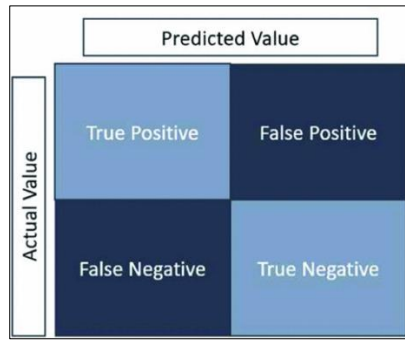 Predicted Value
Actual Value
True Positive
False Positive
False Negative
True Negative